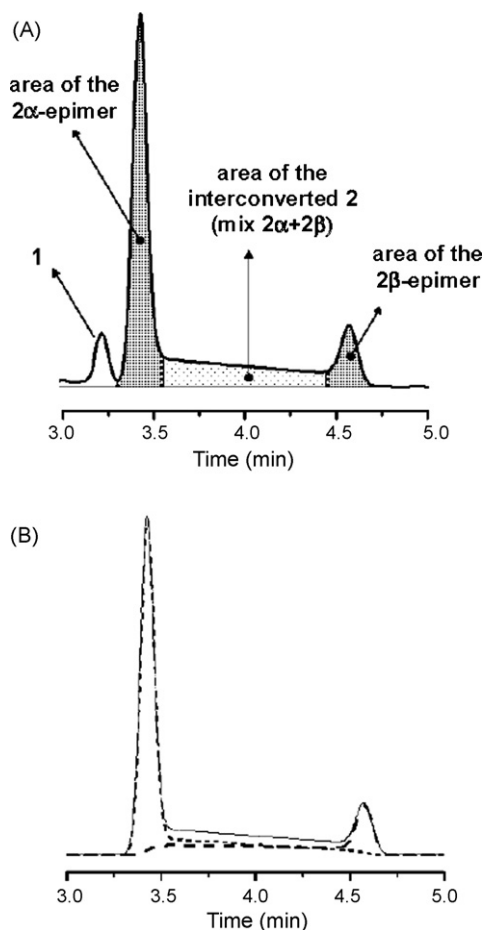 (A)
area of the
2α-epimer
area of the
interconverted 2
(mix 2α+2β)
1
area of the
2β-epimer
3.0 3.5 4.0 4.5 5.0
Time (min)
(B)
3.0 3.5 4.0 4.5 5.0
Time (min)